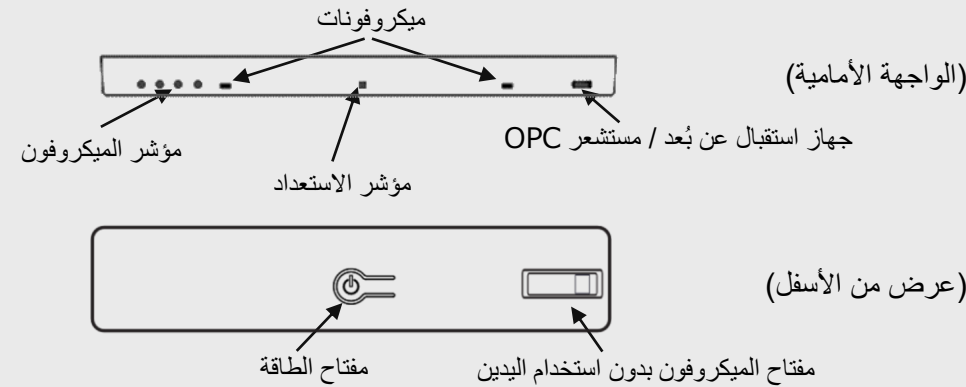 ميكروفونات
(الواجهة الأمامية)
جهاز استقبال عن بُعد / مستشعر OPC
مؤشر الميكروفون
مؤشر الاستعداد
(عرض من الأسفل)
مفتاح الميكروفون بدون استخدام اليدين
مفتاح الطاقة